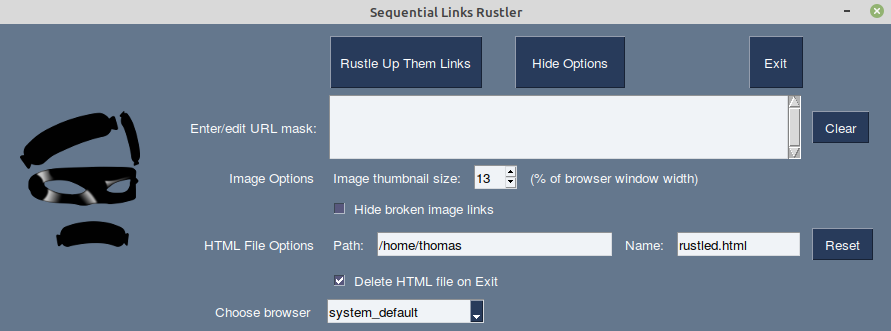 Sequential Links Rustler
Rustle Up Them Links Hide Options Exit
Enter/edit URL mask: Clear
Image Options Image thumbnail size: 13 (% of browser window width)
Hide broken image links
HTML File Options Path: /home/thomas Name: rustled.html Reset
Delete HTML file on Exit
Choose browser system_default